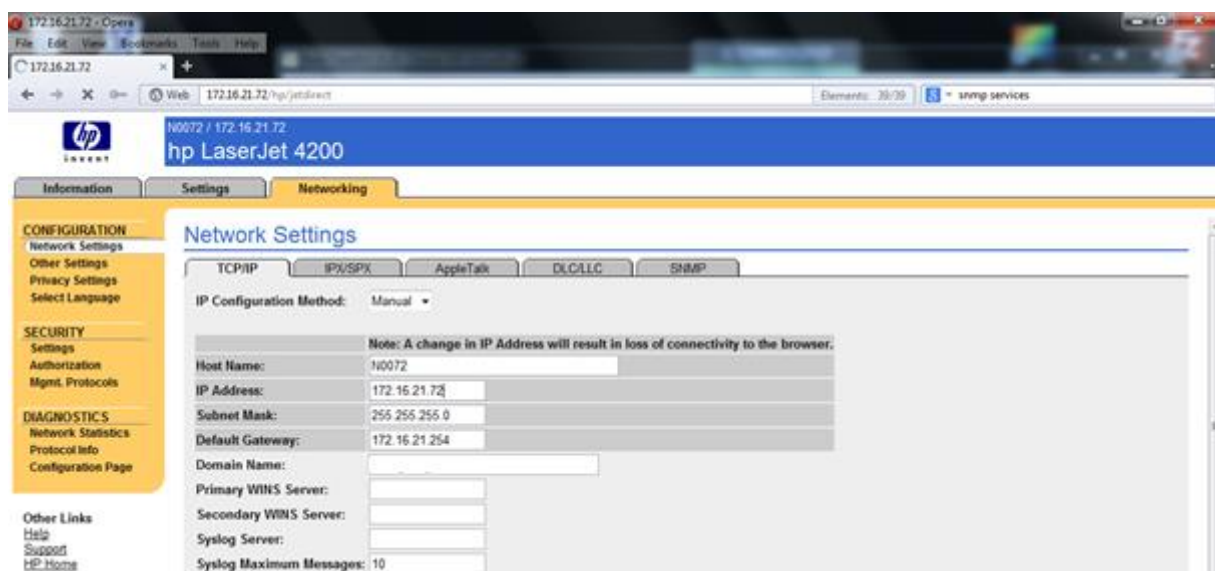 172.16.21.72 - Opera
File Edit View Bookmarks Tools Help
172.16.21.72
Web 172.16.21.72/hp/jetdirect Elements: 39/39 snmp services
hp
invent
N0072 / 172.16.21.72
hp LaserJet 4200
Information Settings Networking
CONFIGURATION
Network Settings
Other Settings
Privacy Settings
Select Language
SECURITY
Settings
Authorization
Mgmt. Protocols
DIAGNOSTICS
Network Statistics
Protocol Info
Configuration Page
Other Links
Help
Support
HP Home
Network Settings
TCP/IP IPX/SPX AppleTalk DLC/LLC SNMP
IP Configuration Method: Manual
Note: A change in IP Address will result in loss of connectivity to the browser.
Host Name: N0072
IP Address: 172.16.21.72
Subnet Mask: 255.255.255.0
Default Gateway: 172.16.21.254
Domain Name:
Primary WINS Server:
Secondary WINS Server:
Syslog Server:
Syslog Maximum Messages: 10